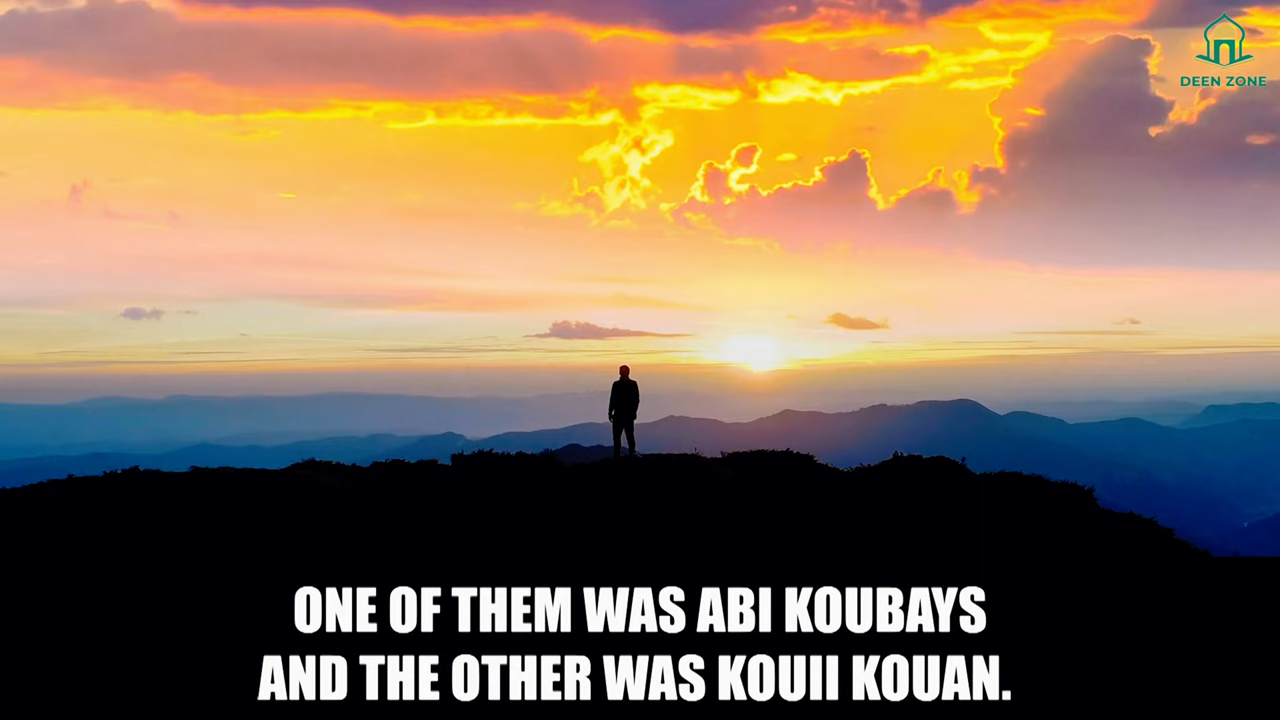 DEEN ZONE
ONE OF THEM WAS ABI KOUBAYS
AND THE OTHER WAS KOUII KOUAN.